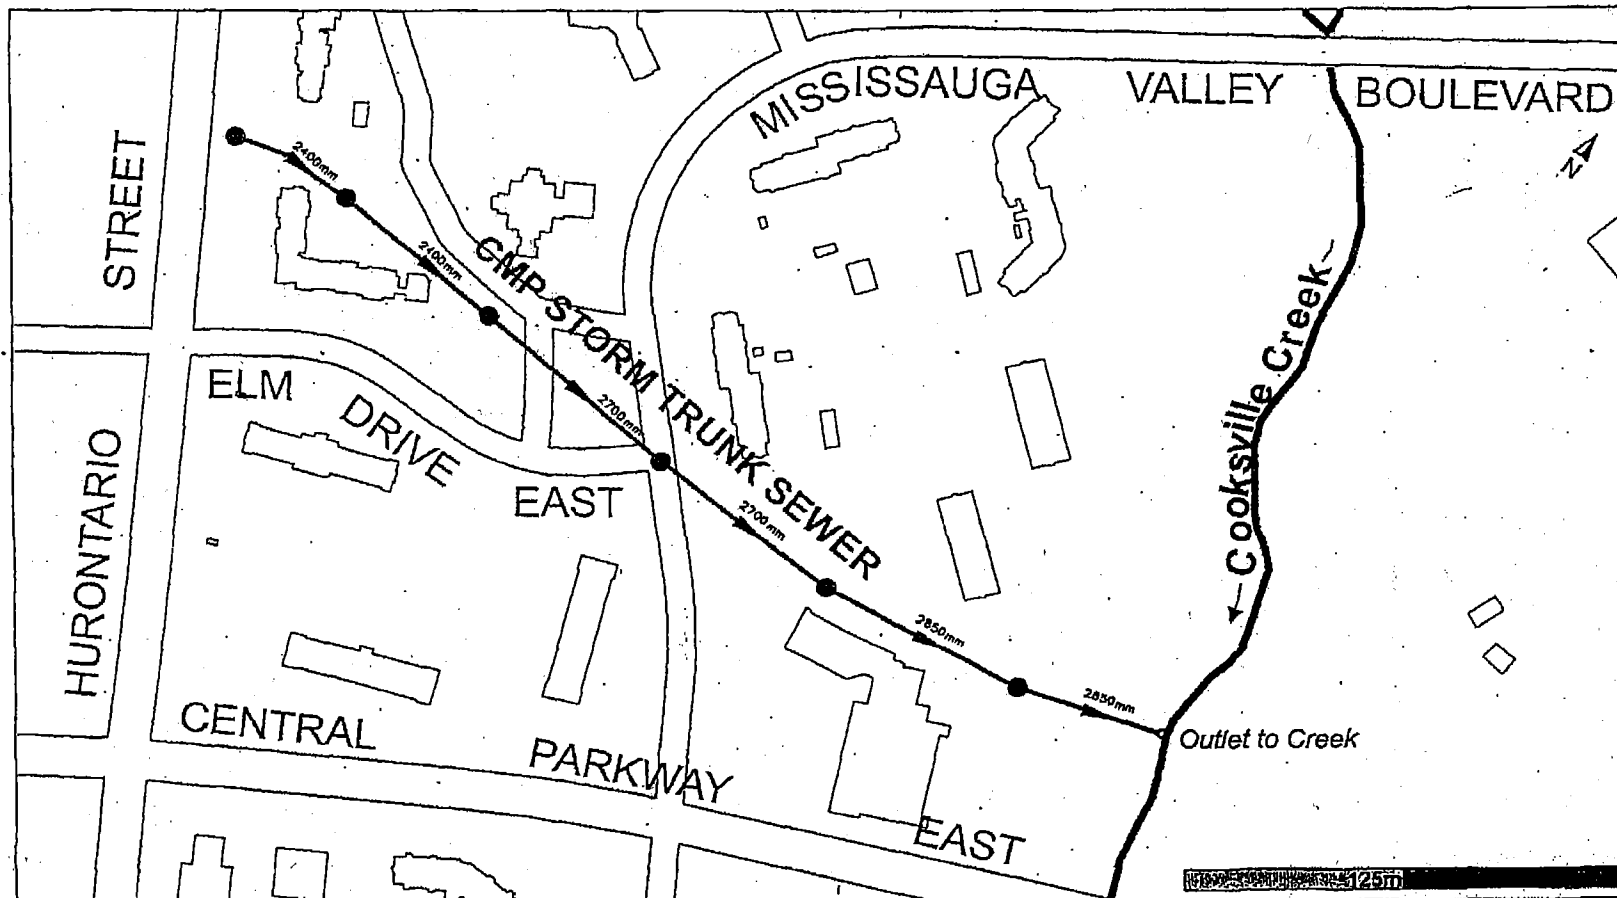 MISSISSAUGA VALLEY BOULEVARD
N
HURONTARIO STREET
2400mm
2400mm
CMP STORM TRUNK SEWER
2700mm
2700mm
2850mm
2850mm
ELM DRIVE EAST
Cooksville Creek
Outlet to Creek
CENTRAL PARKWAY EAST
125m